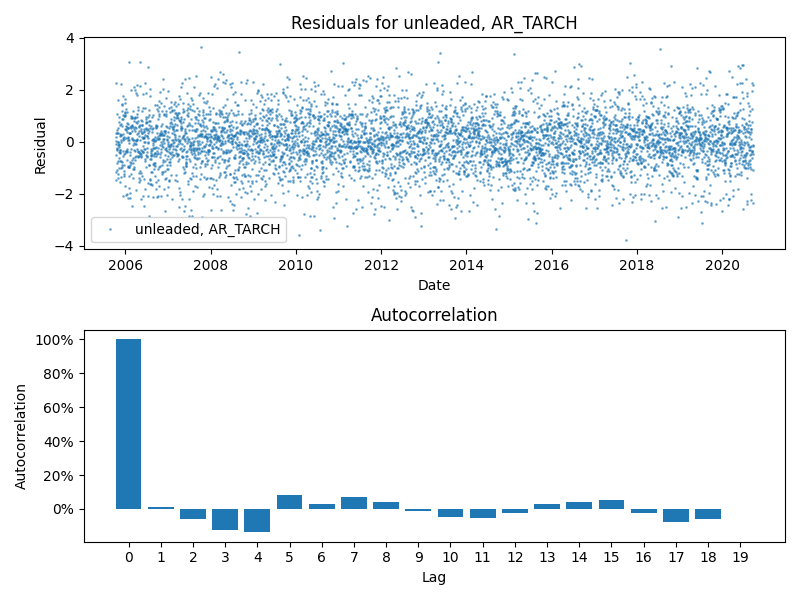 Residuals for unleaded, AR_TARCH
4
2
0
−2
−4
Residual
unleaded, AR_TARCH
2006 2008 2010 2012 2014 2016 2018 2020
Date
Autocorrelation
100%
80%
60%
40%
20%
0%
Autocorrelation
0 1 2 3 4 5 6 7 8 9 10 11 12 13 14 15 16 17 18 19
Lag